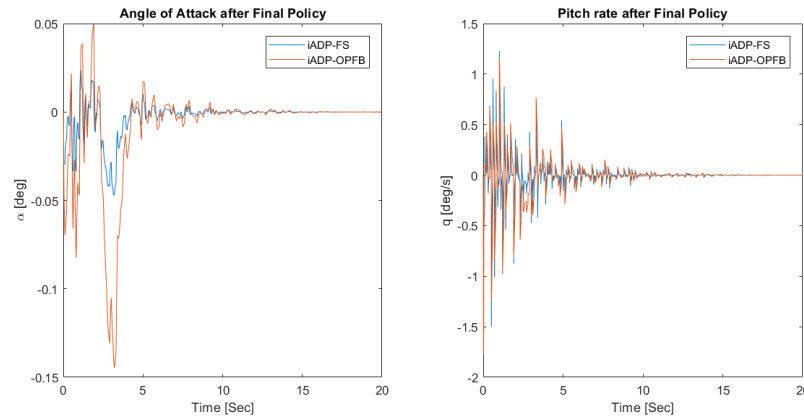 Angle of Attack after Final Policy
0.05
0
-0.05
-0.1
-0.15
α [deg]
0
5
10
15
20
Time [Sec]
iADP-FS
iADP-OPFB
Pitch rate after Final Policy
1.5
1
0.5
0
-0.5
-1
-1.5
-2
q [deg/s]
0
5
10
15
20
Time [Sec]
iADP-FS
iADP-OPFB